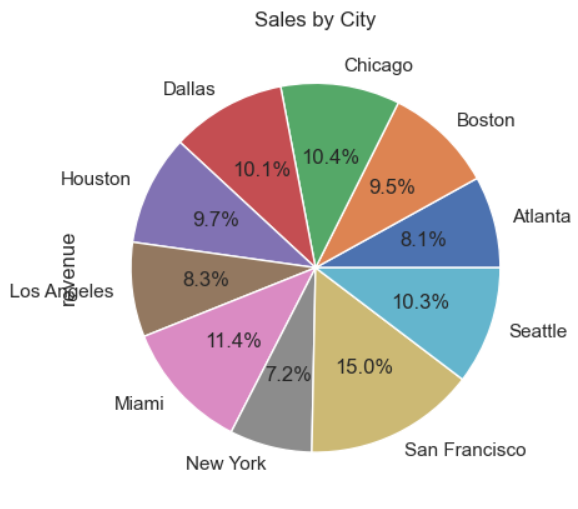 Sales by City
Chicago
Dallas
Boston
10.4%
10.1%
9.5%
Houston
Atlanta
9.7%
8.1%
revenue
Los Angeles
8.3%
10.3%
Seattle
11.4%
15.0%
7.2%
Miami
San Francisco
New York